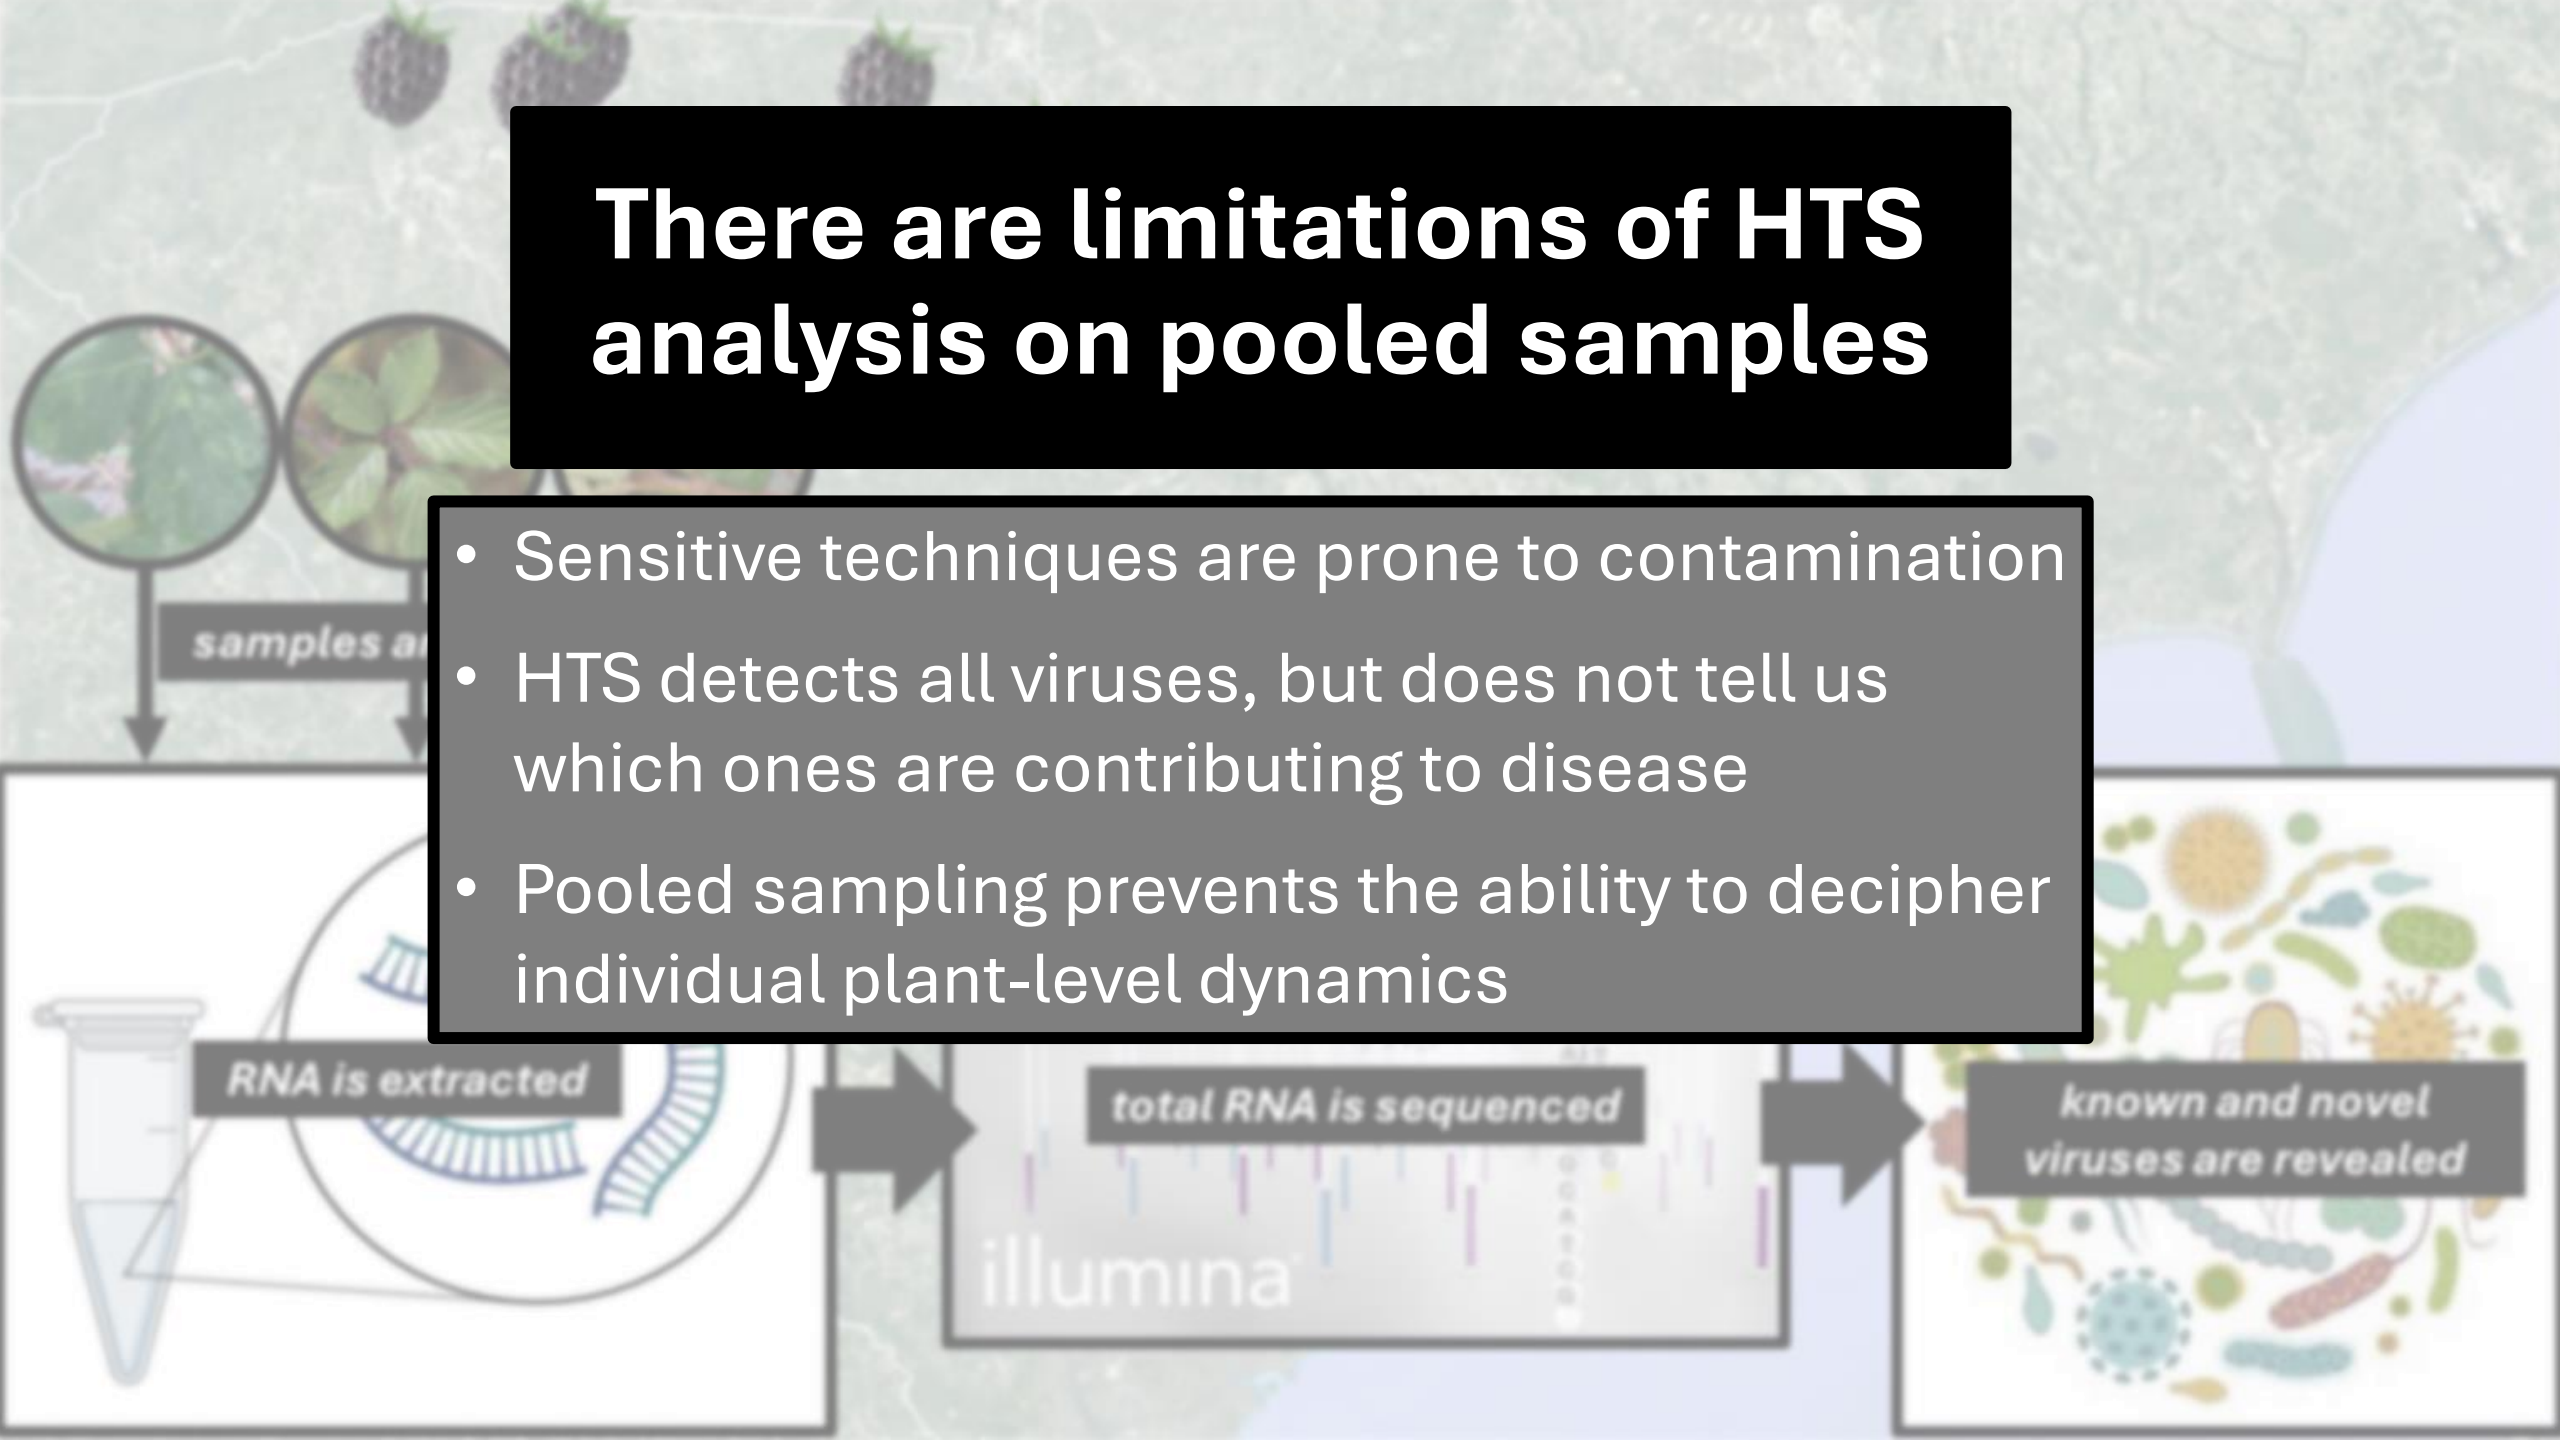 There are limitations of HTS
analysis on pooled samples
• Sensitive techniques are prone to contamination
• HTS detects all viruses, but does not tell us
which ones are contributing to disease
• Pooled sampling prevents the ability to decipher
individual plant-level dynamics
samples
RNA is extracted
total RNA is sequenced
known and novel
viruses are revealed
illumina